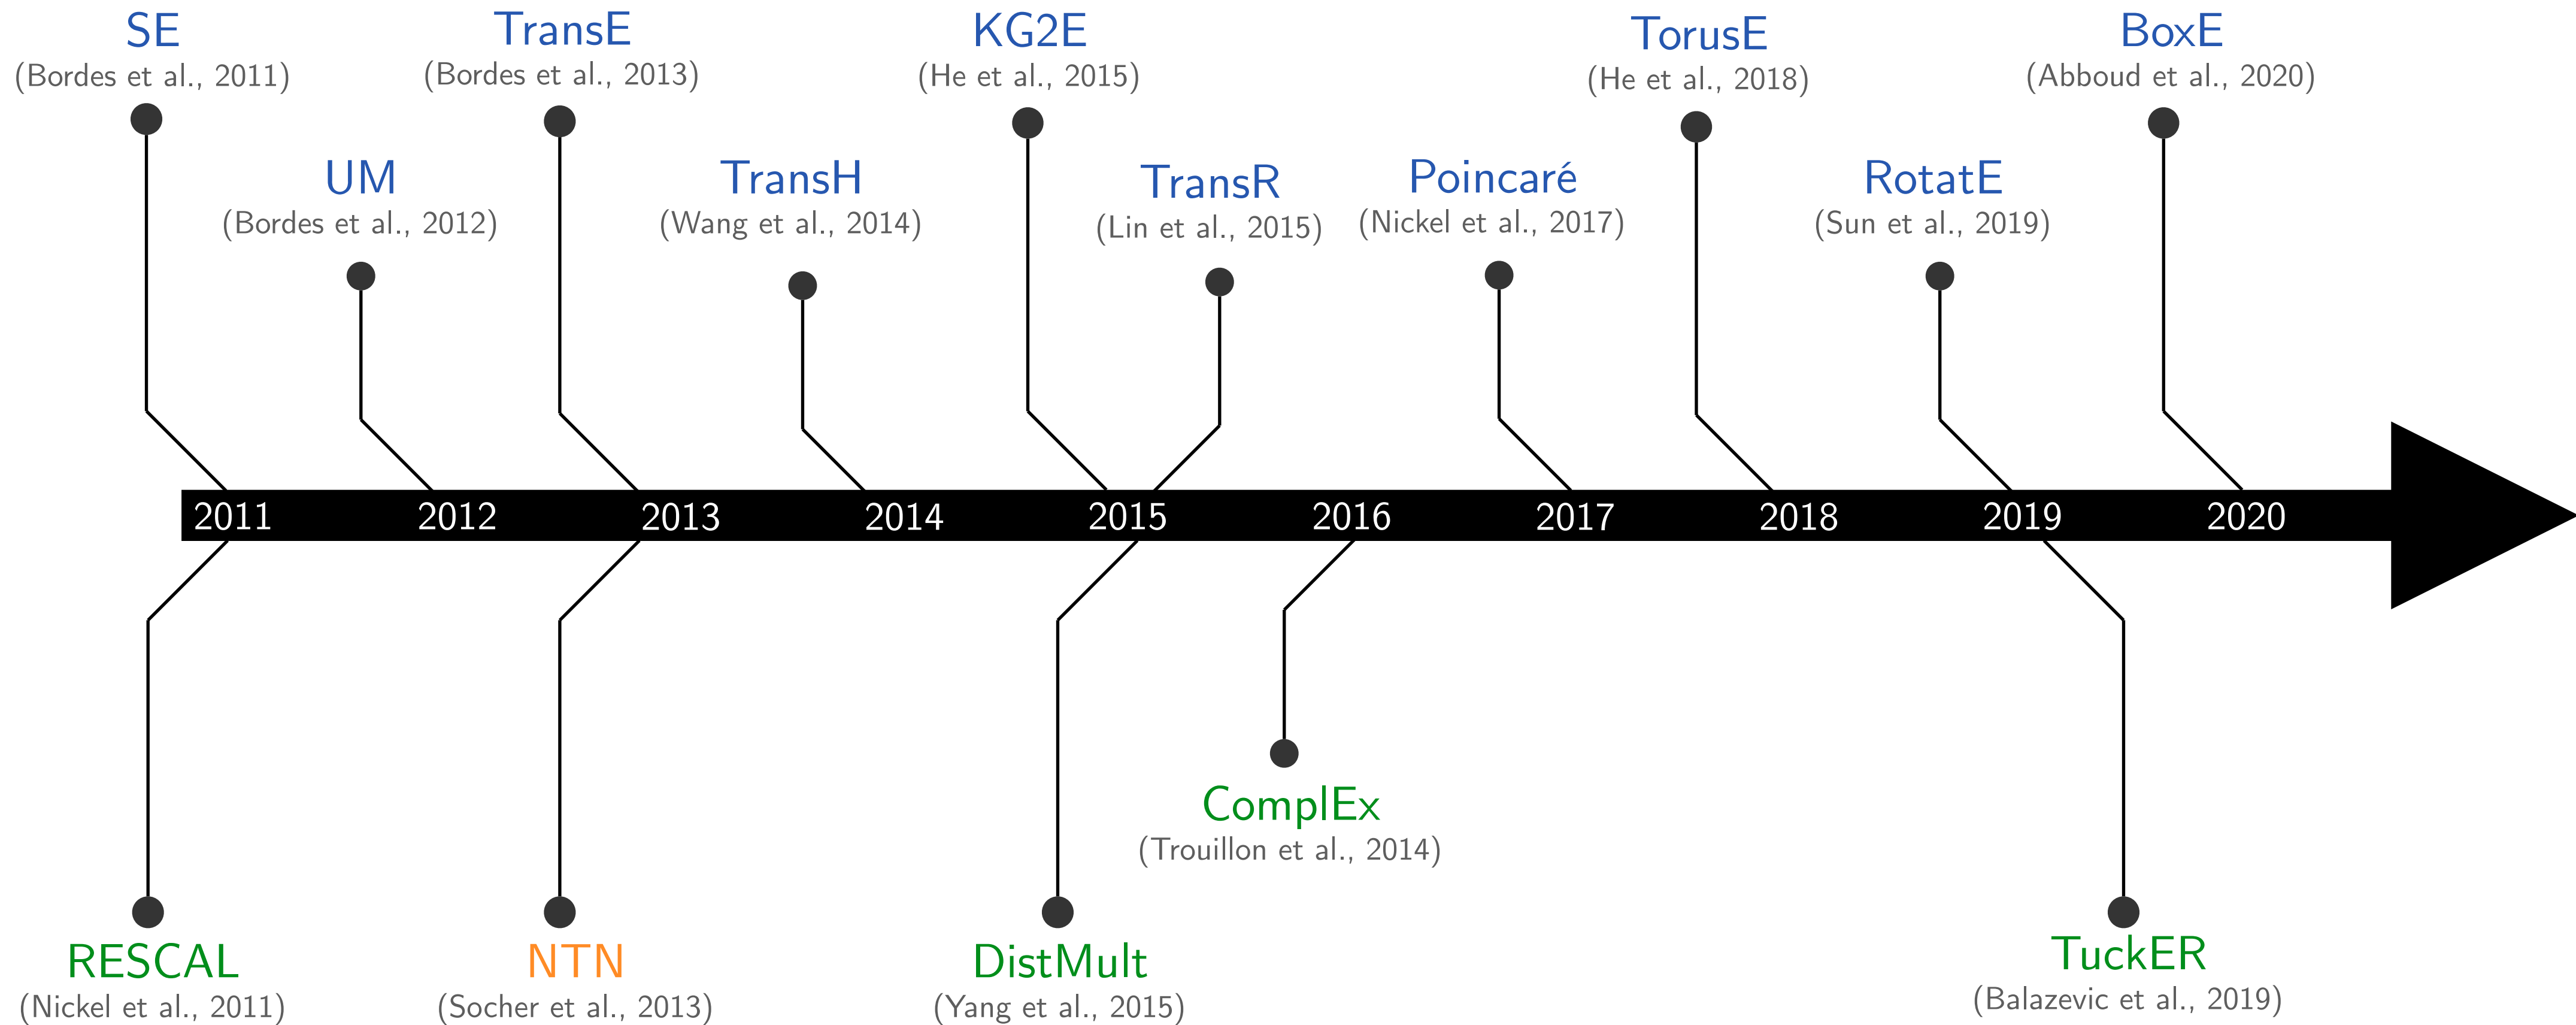 SE
(Bordes et al., 2011)
TransE
(Bordes et al., 2013)
KG2E
(He et al., 2015)
TorusE
(He et al., 2018)
BoxE
(Abboud et al., 2020)
UM
(Bordes et al., 2012)
TransH
(Wang et al., 2014)
TransR
(Lin et al., 2015)
Poincaré
(Nickel et al., 2017)
RotatE
(Sun et al., 2019)
2011 2012 2013 2014 2015 2016 2017 2018 2019 2020
ComplEx
(Trouillon et al., 2014)
RESCAL
(Nickel et al., 2011)
NTN
(Socher et al., 2013)
DistMult
(Yang et al., 2015)
TuckER
(Balazevic et al., 2019)